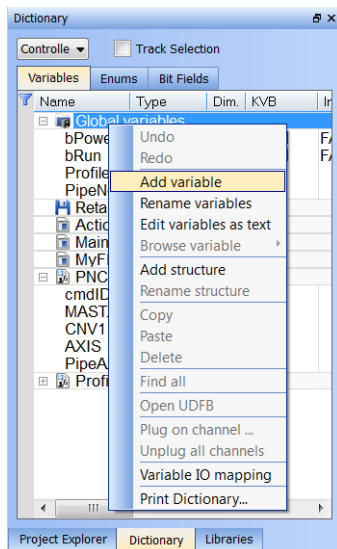 Dictionary
Controlle Track Selection
Variables Enums Bit Fields
Name Type Dim. KVB
Global variables
bPowe
bRun
Profile
PipeN
Reta
Actio
Main
MyFI
PNC
cmdID
MAST
CNV1
AXIS
PipeA
Profi
Undo
Redo
Add variable
Rename variables
Edit variables as text
Browse variable
Add structure
Rename structure
Copy
Paste
Delete
Find all
Open UDFB
Plug on channel ...
Unplug all channels
Variable IO mapping
Print Dictionary...
Project Explorer Dictionary Libraries